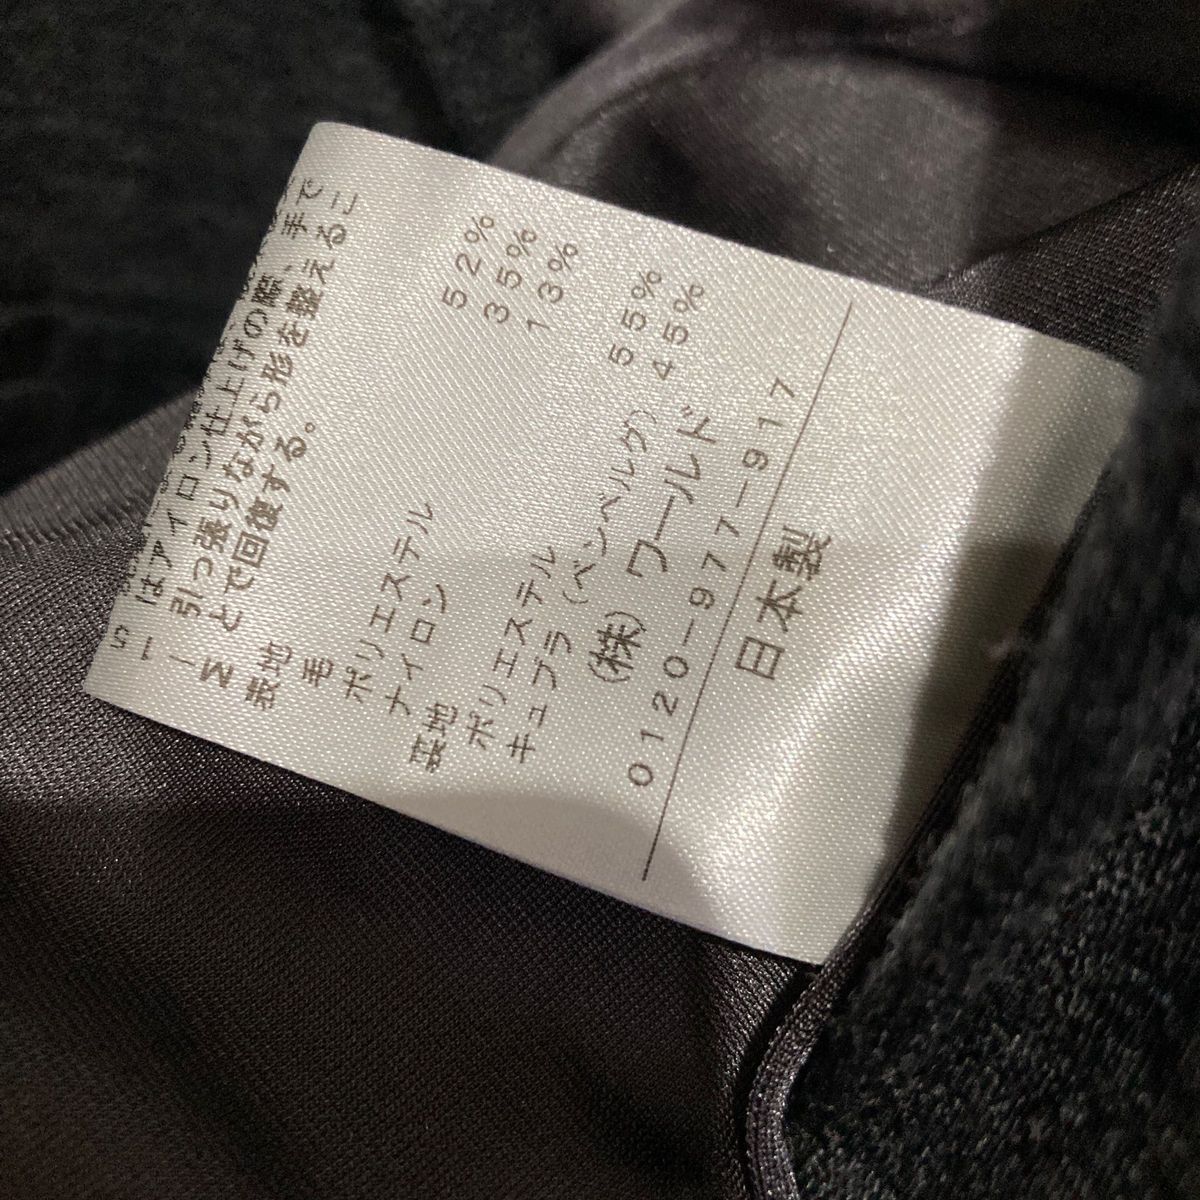 はアイロン仕上げの際、手で
引っ張りながら形を整えるこ
とで回復する。
表地
毛 52%
ポリエステル 35%
ナイロン 13%
裏地
ポリエステル 55%
キュプラ(ベンベルグ) 45%
(株)ワールド
0120-977-917
日本製